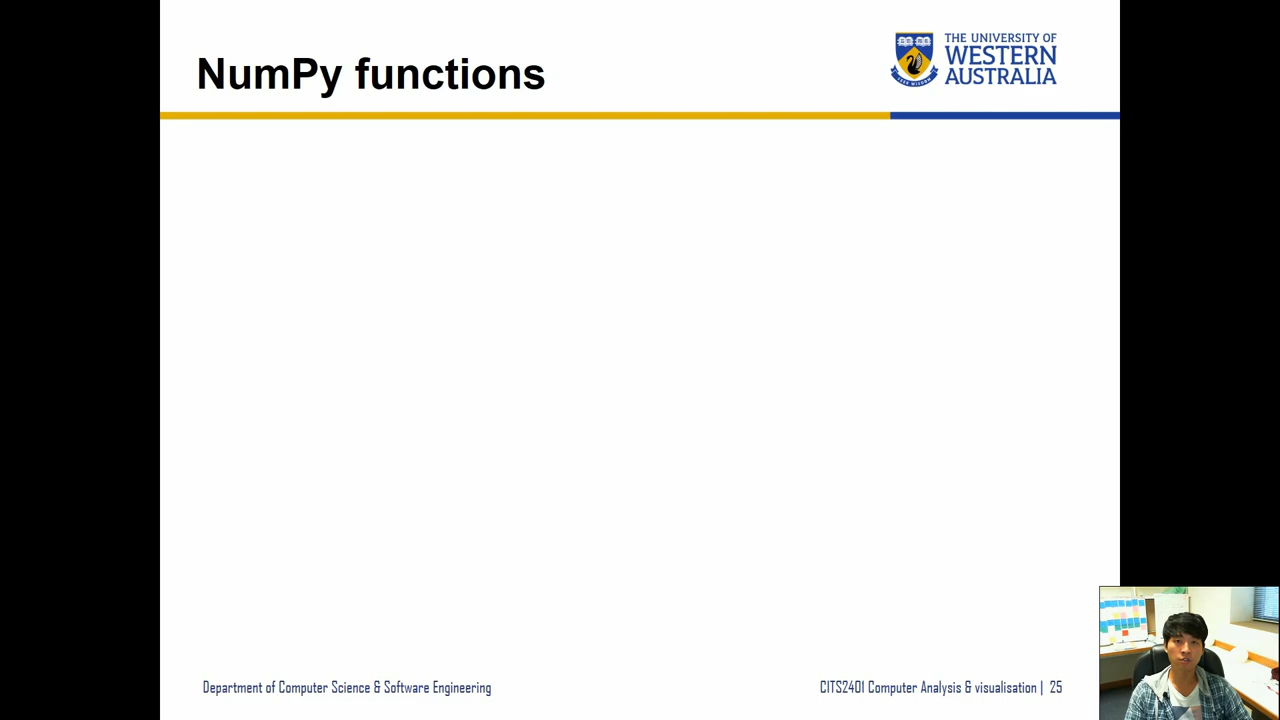 NumPy functions
THE UNIVERSITY OF
WESTERN
AUSTRALIA
Department of Computer Science & Software Engineering
CITS2401 Computer Analysis & visualisation | 25